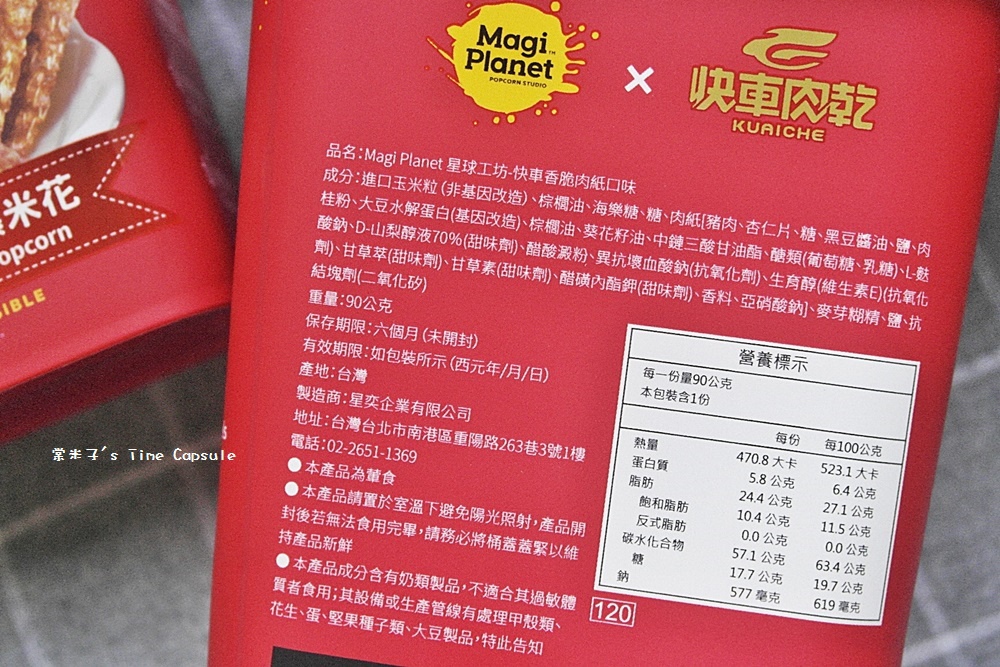 Magi
Planet™
POPCORN STUDIO
×
快車肉乾
KUAICHE
米花
opcorn
IBLE
品名：Magi Planet 星球工坊-快車香脆肉紙口味
成分：進口玉米粒(非基因改造)、棕櫚油、海樂糖、糖、肉紙[豬肉、杏仁片、糖、黑豆醬油、鹽、肉
桂粉、大豆水解蛋白(基因改造)、棕櫚油、葵花籽油、中鏈三酸甘油酯、醣類(葡萄糖、乳糖)、L-麩
酸鈉、D-山梨醇液70%(甜味劑)、醋酸澱粉、異抗壞血酸鈉(抗氧化劑)、生育醇(維生素E)(抗氧化
劑)、甘草萃(甜味劑)、甘草素(甜味劑)、醋磺內酯鉀(甜味劑)、香料、亞硝酸鈉]、麥芽糊精、鹽、抗
結塊劑(二氧化矽)
重量：90公克
保存期限：六個月(未開封)
有效期限：如包裝所示(西元年/月/日)
產地：台灣
製造商：星奕企業有限公司
地址：台灣台北市南港區重陽路263巷3號1樓
電話：02-2651-1369
●本產品為葷食
●本產品請置於室溫下避免陽光照射，產品開
封後若無法食用完畢，請務必將桶蓋蓋緊以維
持產品新鮮
●本產品成分含有奶類製品，不適合其過敏體
質者食用；其設備或生產管線有處理甲殼類、
花生、蛋、堅果種子類、大豆製品，特此告知
營養標示
每一份量90公克
本包裝含1份
每份 每100公克
熱量 470.8 大卡 523.1 大卡
蛋白質 5.8 公克 6.4 公克
脂肪 24.4 公克 27.1 公克
飽和脂肪 10.4 公克 11.5 公克
反式脂肪 0.0 公克 0.0 公克
碳水化合物 57.1 公克 63.4 公克
糖 17.7 公克 19.7 公克
鈉 577 毫克 619 毫克
120
米子's Time Capsule